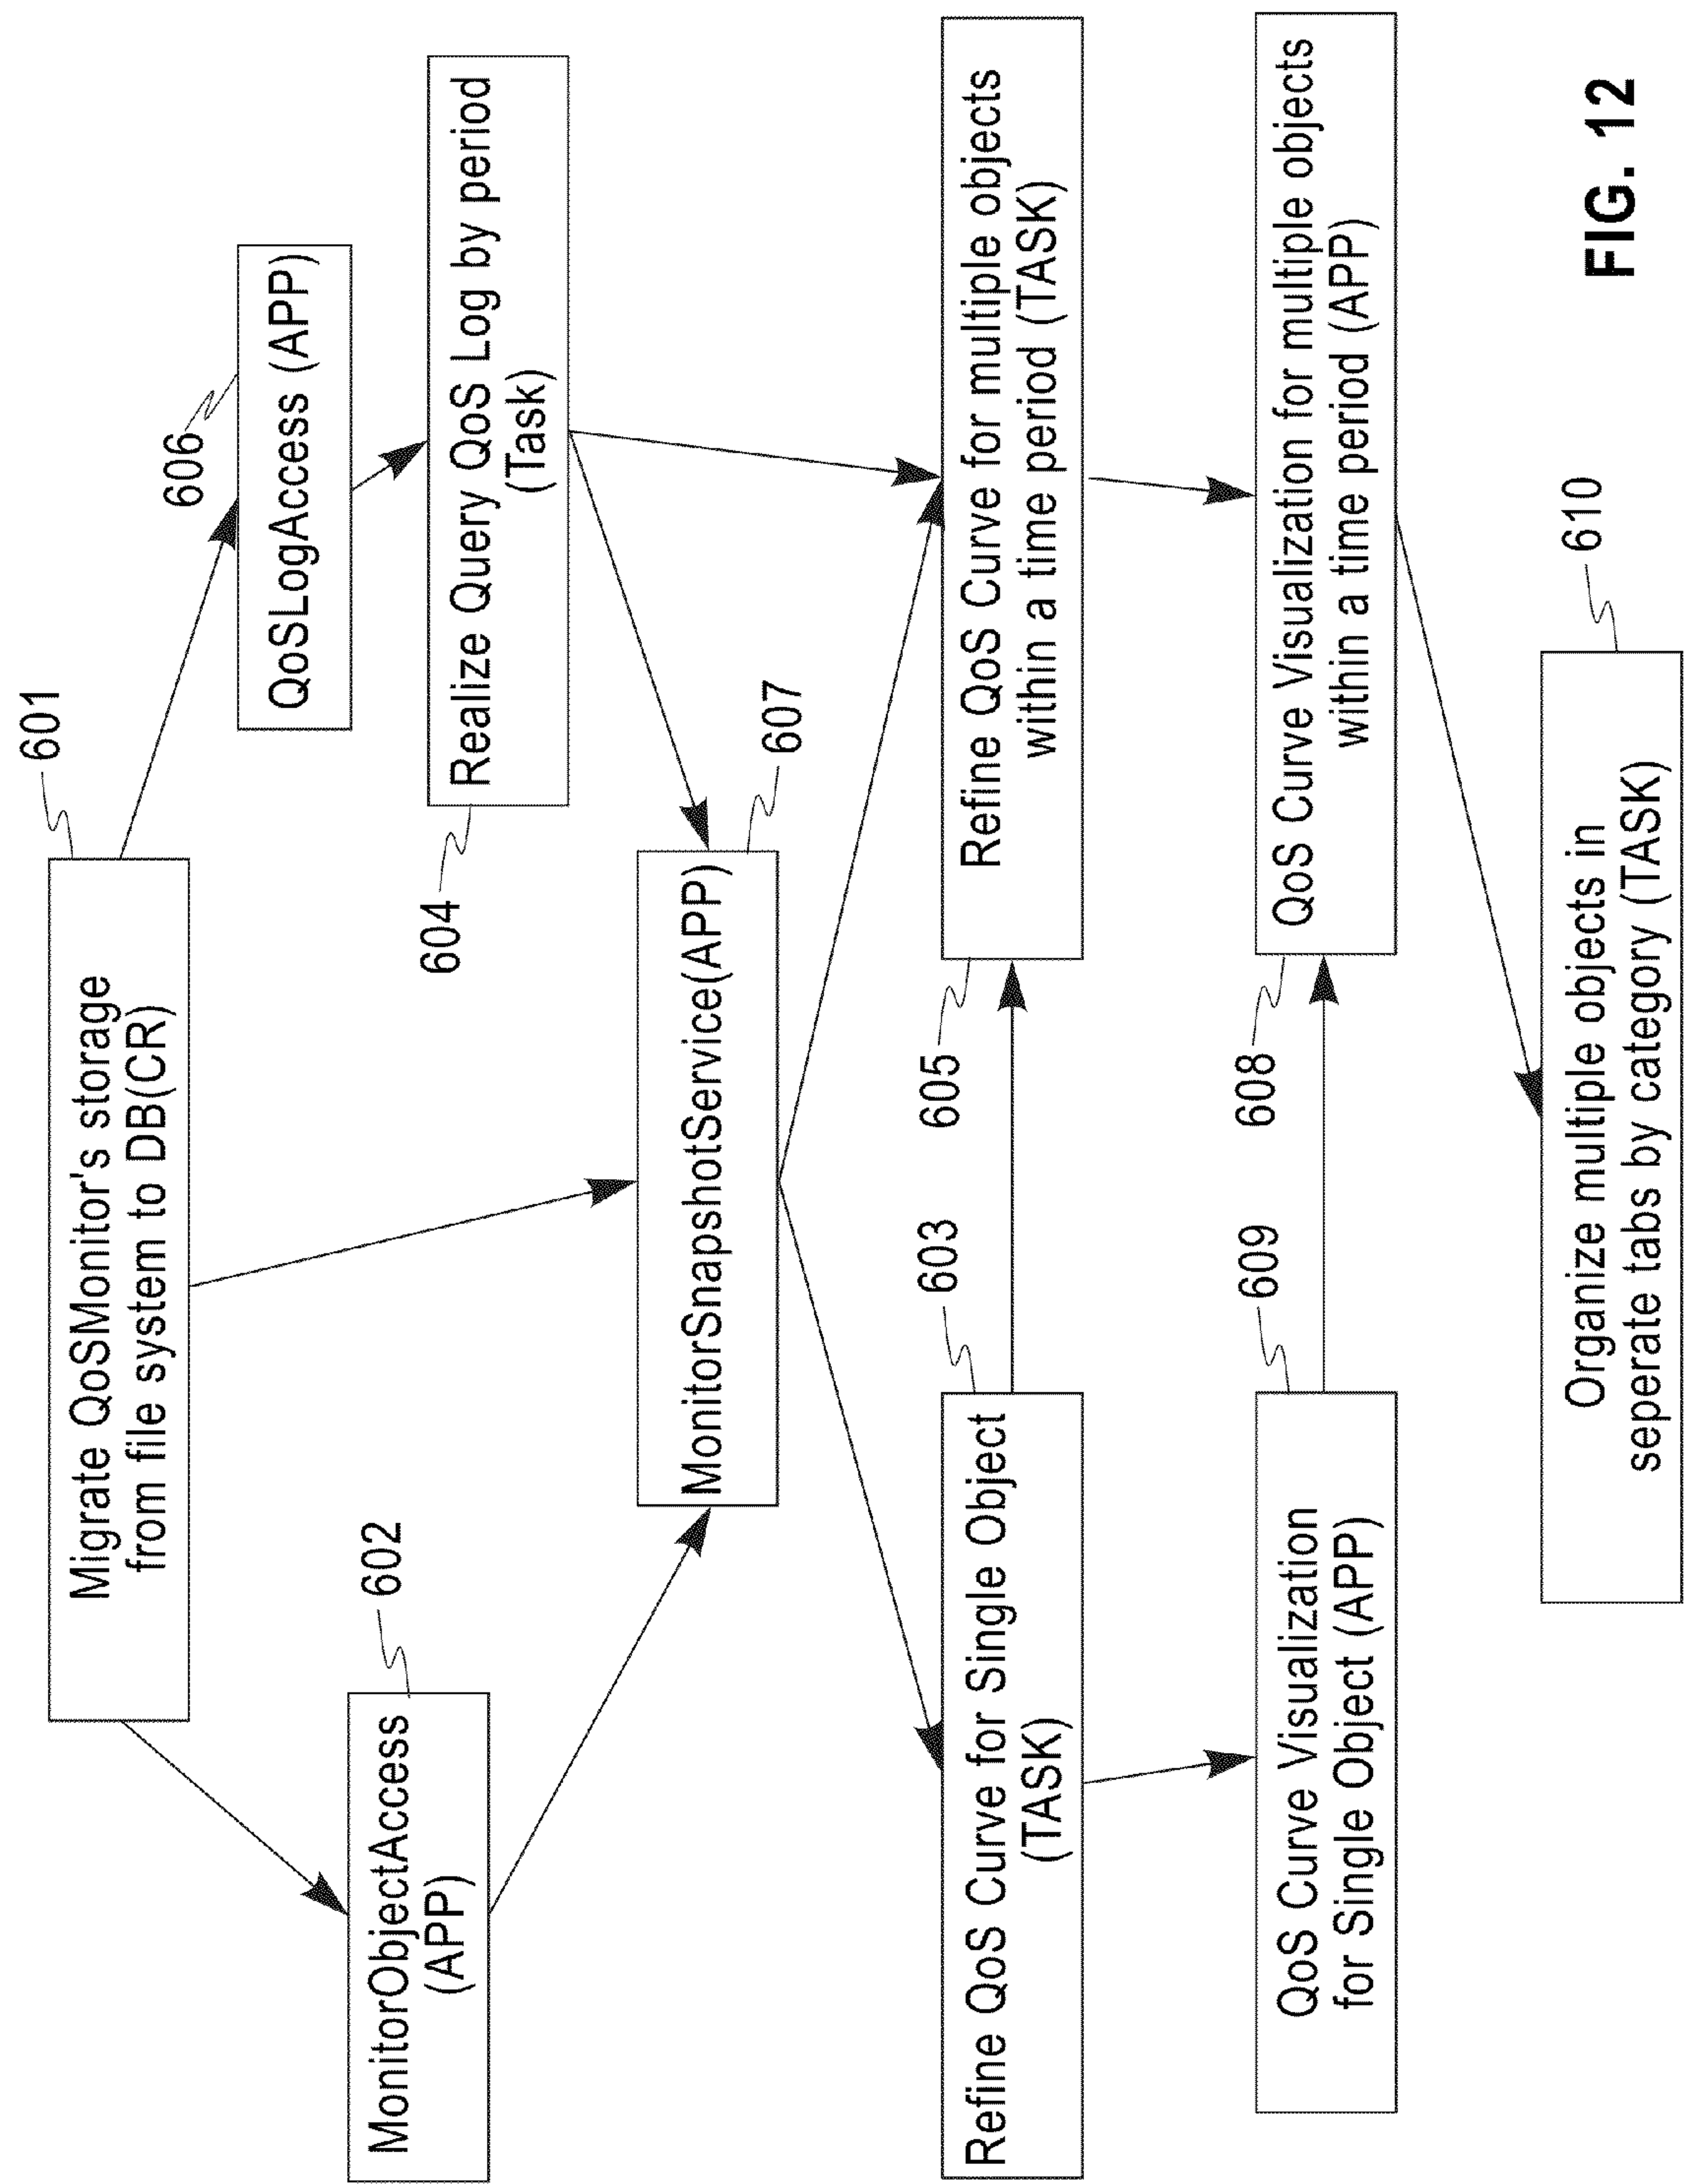 601
Migrate QoSMonitor's storage
from file system to DB(CR)
606
QoSLogAccess (APP)
602
MonitorObjectAccess
(APP)
604
Realize Query QoS Log by period
(Task)
607
MonitorSnapshotService(APP)
603
Refine QoS Curve for Single Object
(TASK)
605
Refine QoS Curve for multiple objects
within a time period (TASK)
609
QoS Curve Visualization
for Single Object (APP)
608
QoS Curve Visualization for multiple objects
within a time period (APP)
610
Organize multiple objects in
seperate tabs by category (TASK)
FIG. 12